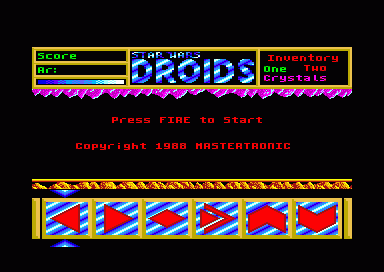 Score
Ar:
STAR WARS
DROIDS
Inventory
One Two
Crystals
Press FIRE to Start
Copyright 1988 MASTERTRONIC